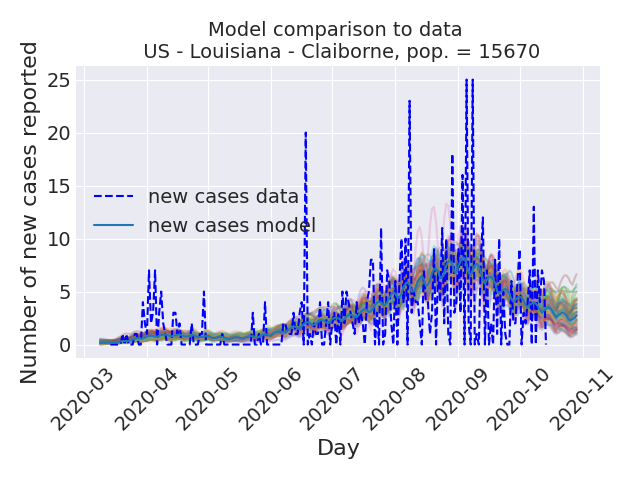 Model comparison to data
US - Louisiana - Claiborne, pop. = 15670
Number of new cases reported
25
20
15
10
5
0
new cases data
new cases model
2020-03
2020-04
2020-05
2020-06
2020-07
2020-08
2020-09
2020-10
2020-11
Day